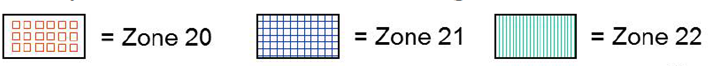 = Zone 20 = Zone 21 = Zone 22